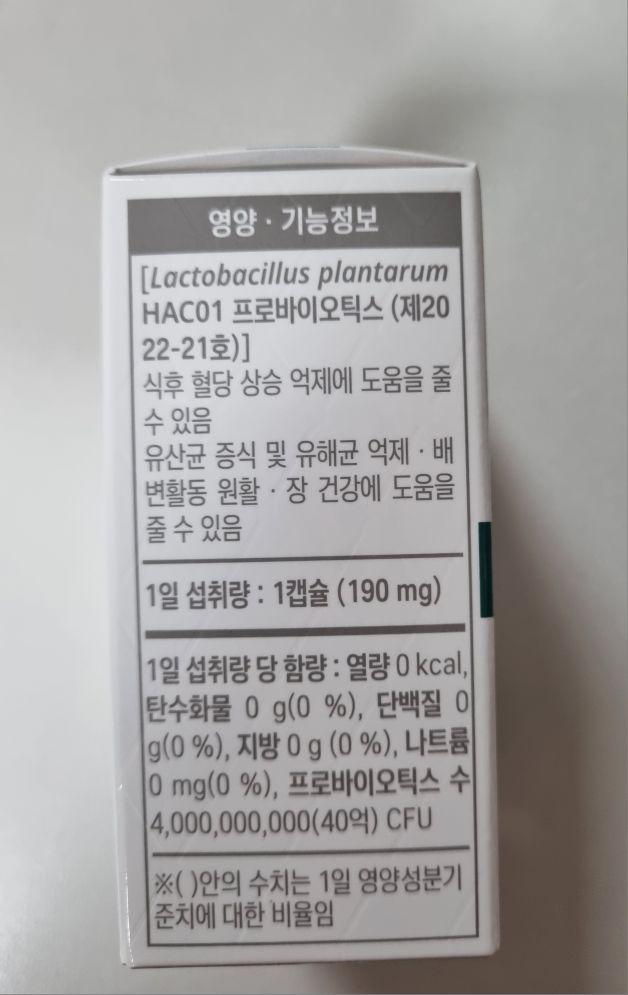 영양 · 기능정보
[Lactobacillus plantarum
HAC01 프로바이오틱스 (제20
22-21호)]
식후 혈당 상승 억제에 도움을 줄
수 있음
유산균 증식 및 유해균 억제 · 배
변활동 원활 · 장 건강에 도움을
줄 수 있음
1일 섭취량 : 1캡슐 (190 mg)
1일 섭취량 당 함량 : 열량 0 kcal,
탄수화물 0 g(0 %), 단백질 0
g(0 %), 지방 0 g (0 %), 나트륨
0 mg(0 %), 프로바이오틱스 수
4,000,000,000(40억) CFU
※( )안의 수치는 1일 영양성분기
준치에 대한 비율임